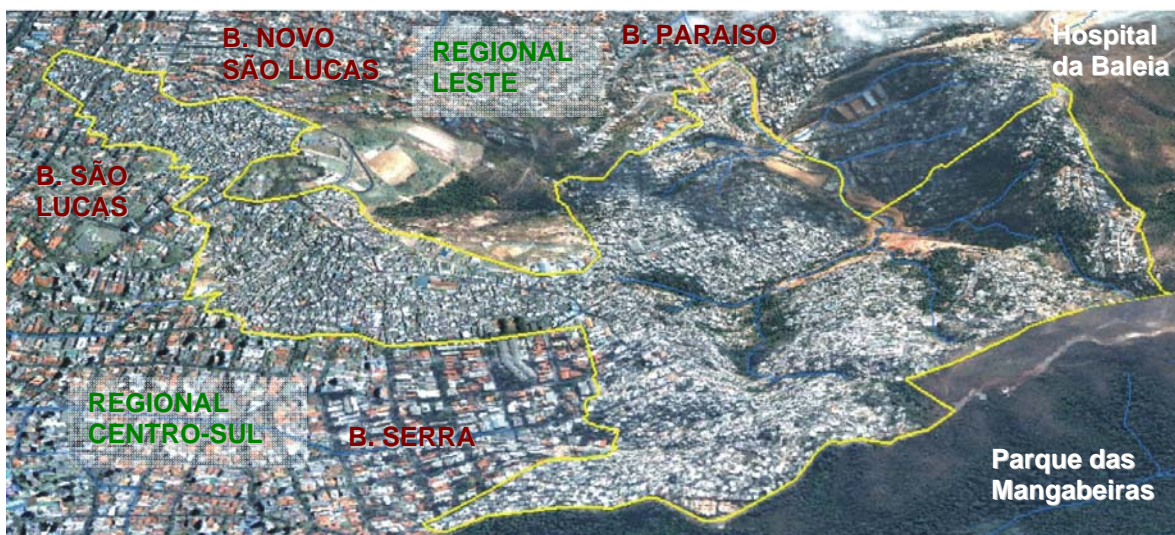 B. NOVO
SÃO LUCAS
REGIONAL
LESTE
B. PARAISO
Hospital
da Baleia
B. SÃO
LUCAS
REGIONAL
CENTRO-SUL
B. SERRA
Parque das
Mangabeiras